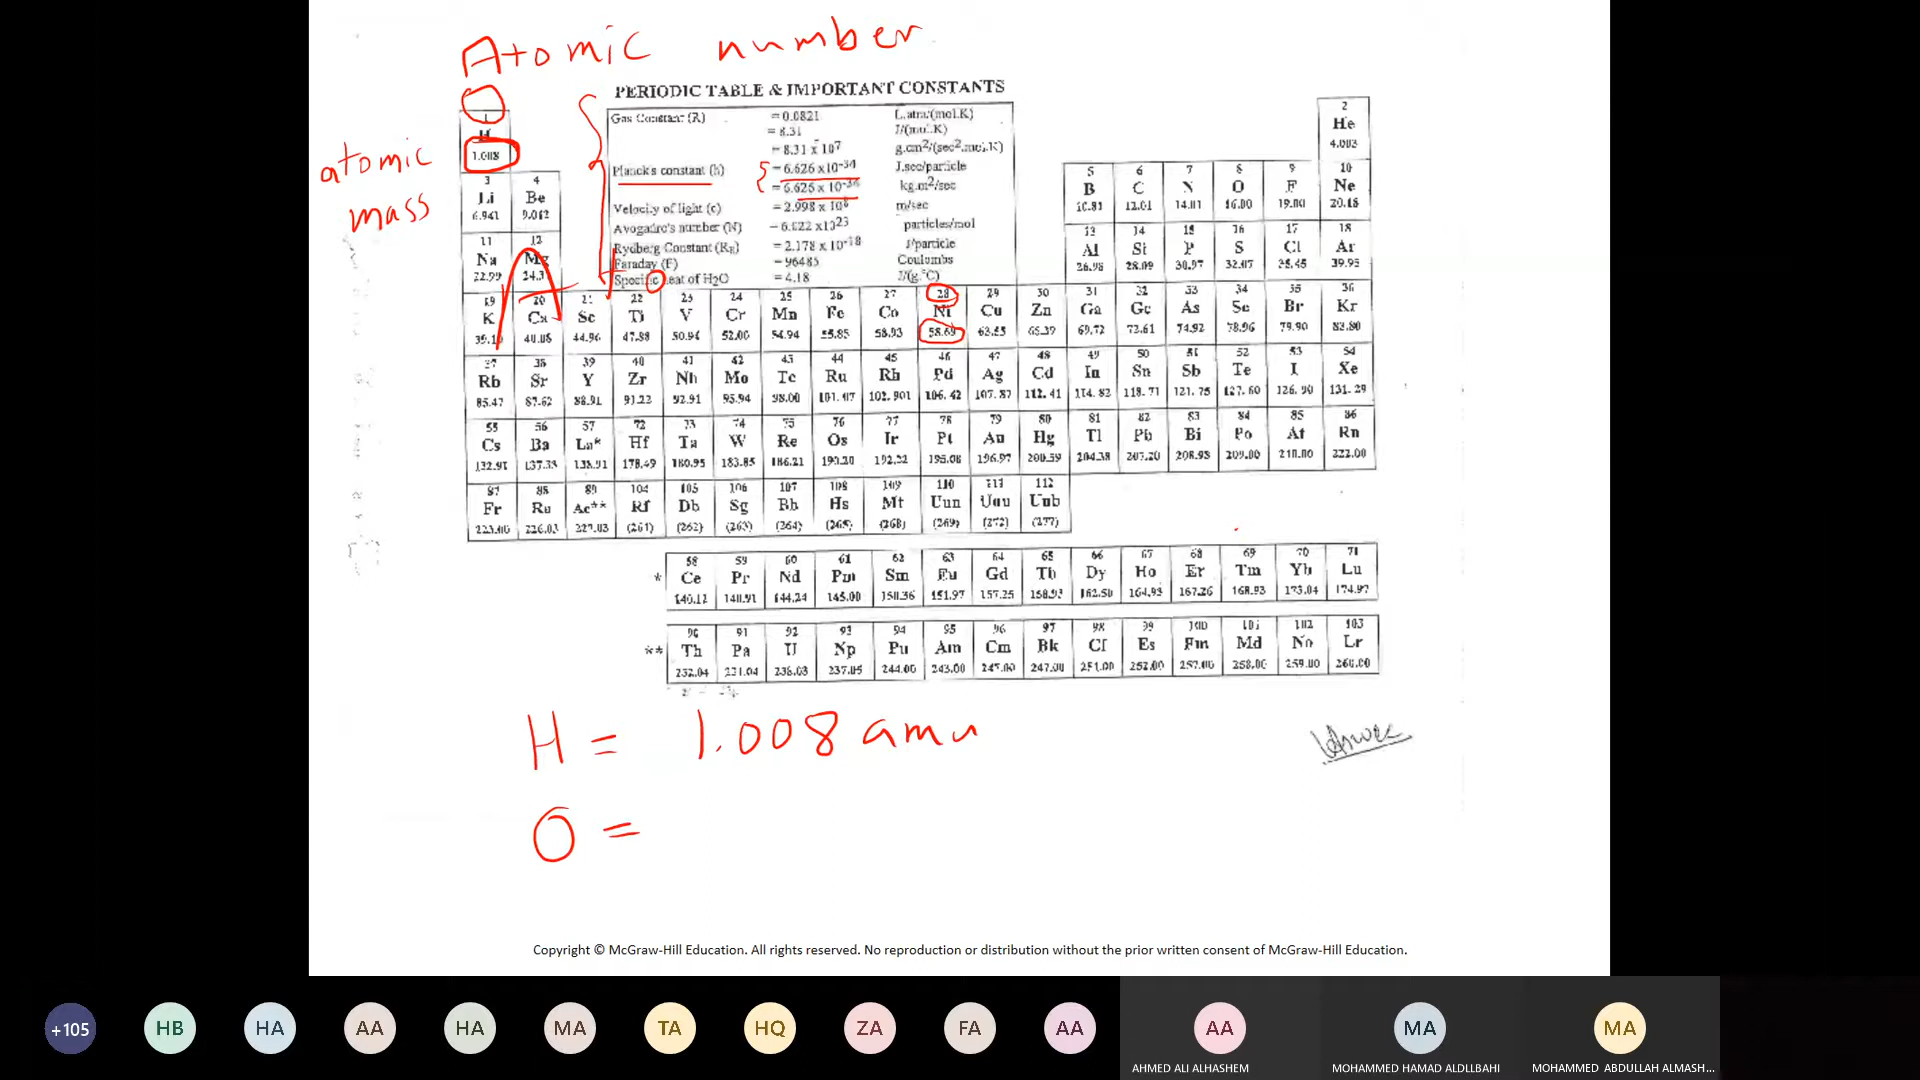 Atomic number
PERIODIC TABLE & IMPORTANT CONSTANTS
atomic
mass
1
H
1.008
2
He
4.003
Gas Constant (R) = 0.0821 L.atm/(mol.K)
= 8.31 J/(mol.K)
= 8.31 x 10^7 g.cm^2/(sec^2.mol.K)
Planck's constant (h) = 6.626 x10^-34 J.sec/particle
= 6.626 x 10^-34 kg.m^2/sec
Velocity of light (c) = 2.998 x 10^8 m/sec
Avogadro's number (N) = 6.022 x10^23 particles/mol
Rydberg Constant (R_H) = 2.178 x 10^-18 J/particle
Faraday (F) = 96485 Coulombs
Specific heat of H2O = 4.18 J/(g.°C)
3 4 5 6 7 8 9 10
Li Be B C N O F Ne
6.941 9.012 10.81 12.01 14.01 16.00 19.00 20.18
11 12 13 14 15 16 17 18
Na Mg Al Si P S Cl Ar
22.99 24.3 26.98 28.09 30.97 32.07 35.45 39.95
19 20 21 22 23 24 25 26 27 28 29 30 31 32 33 34 35 36
K Ca Sc Ti V Cr Mn Fe Co Ni Cu Zn Ga Ge As Se Br Kr
39.1 40.08 44.96 47.88 50.94 52.00 54.94 55.85 58.93 58.69 63.55 65.39 69.72 72.61 74.92 78.96 79.90 83.80
37 38 39 40 41 42 43 44 45 46 47 48 49 50 51 52 53 54
Rb Sr Y Zr Nb Mo Tc Ru Rh Pd Ag Cd In Sn Sb Te I Xe
85.47 87.62 88.91 91.22 92.91 95.94 98.00 101.07 102.901 106.42 107.87 112.41 114.82 118.71 121.75 127.60 126.90 131.29
55 56 57 72 73 74 75 76 77 78 79 80 81 82 83 84 85 86
Cs Ba La* Hf Ta W Re Os Ir Pt Au Hg Tl Pb Bi Po At Rn
132.91 137.33 138.91 178.49 180.95 183.85 186.21 190.20 192.22 195.08 196.97 200.59 204.38 207.20 208.98 209.00 210.00 222.00
87 88 89 104 105 106 107 108 109 110 111 112
Fr Ra Ac** Rf Db Sg Bh Hs Mt Uun Uuu Uub
223.00 226.03 227.03 (261) (262) (263) (264) (265) (268) (269) (272) (277)
58 59 60 61 62 63 64 65 66 67 68 69 70 71
* Ce Pr Nd Pm Sm Eu Gd Tb Dy Ho Er Tm Yb Lu
140.12 140.91 144.24 145.00 150.36 151.97 157.25 158.93 162.50 164.93 167.26 168.93 173.04 174.97
90 91 92 93 94 95 96 97 98 99 100 101 102 103
** Th Pa U Np Pu Am Cm Bk Cf Es Fm Md No Lr
232.04 231.04 238.03 237.05 244.00 243.00 247.00 247.00 251.00 252.00 257.00 258.00 259.00 260.00
H = 1.008 amu
O =
Copyright © McGraw-Hill Education. All rights reserved. No reproduction or distribution without the prior written consent of McGraw-Hill Education.
+105 HB HA AA HA MA TA HQ ZA FA AA AA MA MA
AHMED ALI ALHASHEM MOHAMMED HAMAD ALDLLBAHI MOHAMMED ABDULLAH ALMASH...